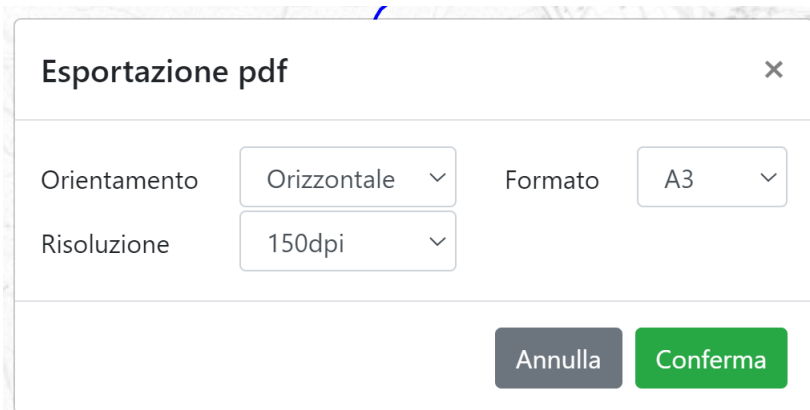 Esportazione pdf ×
Orientamento Orizzontale Formato A3
Risoluzione 150dpi
Annulla Conferma